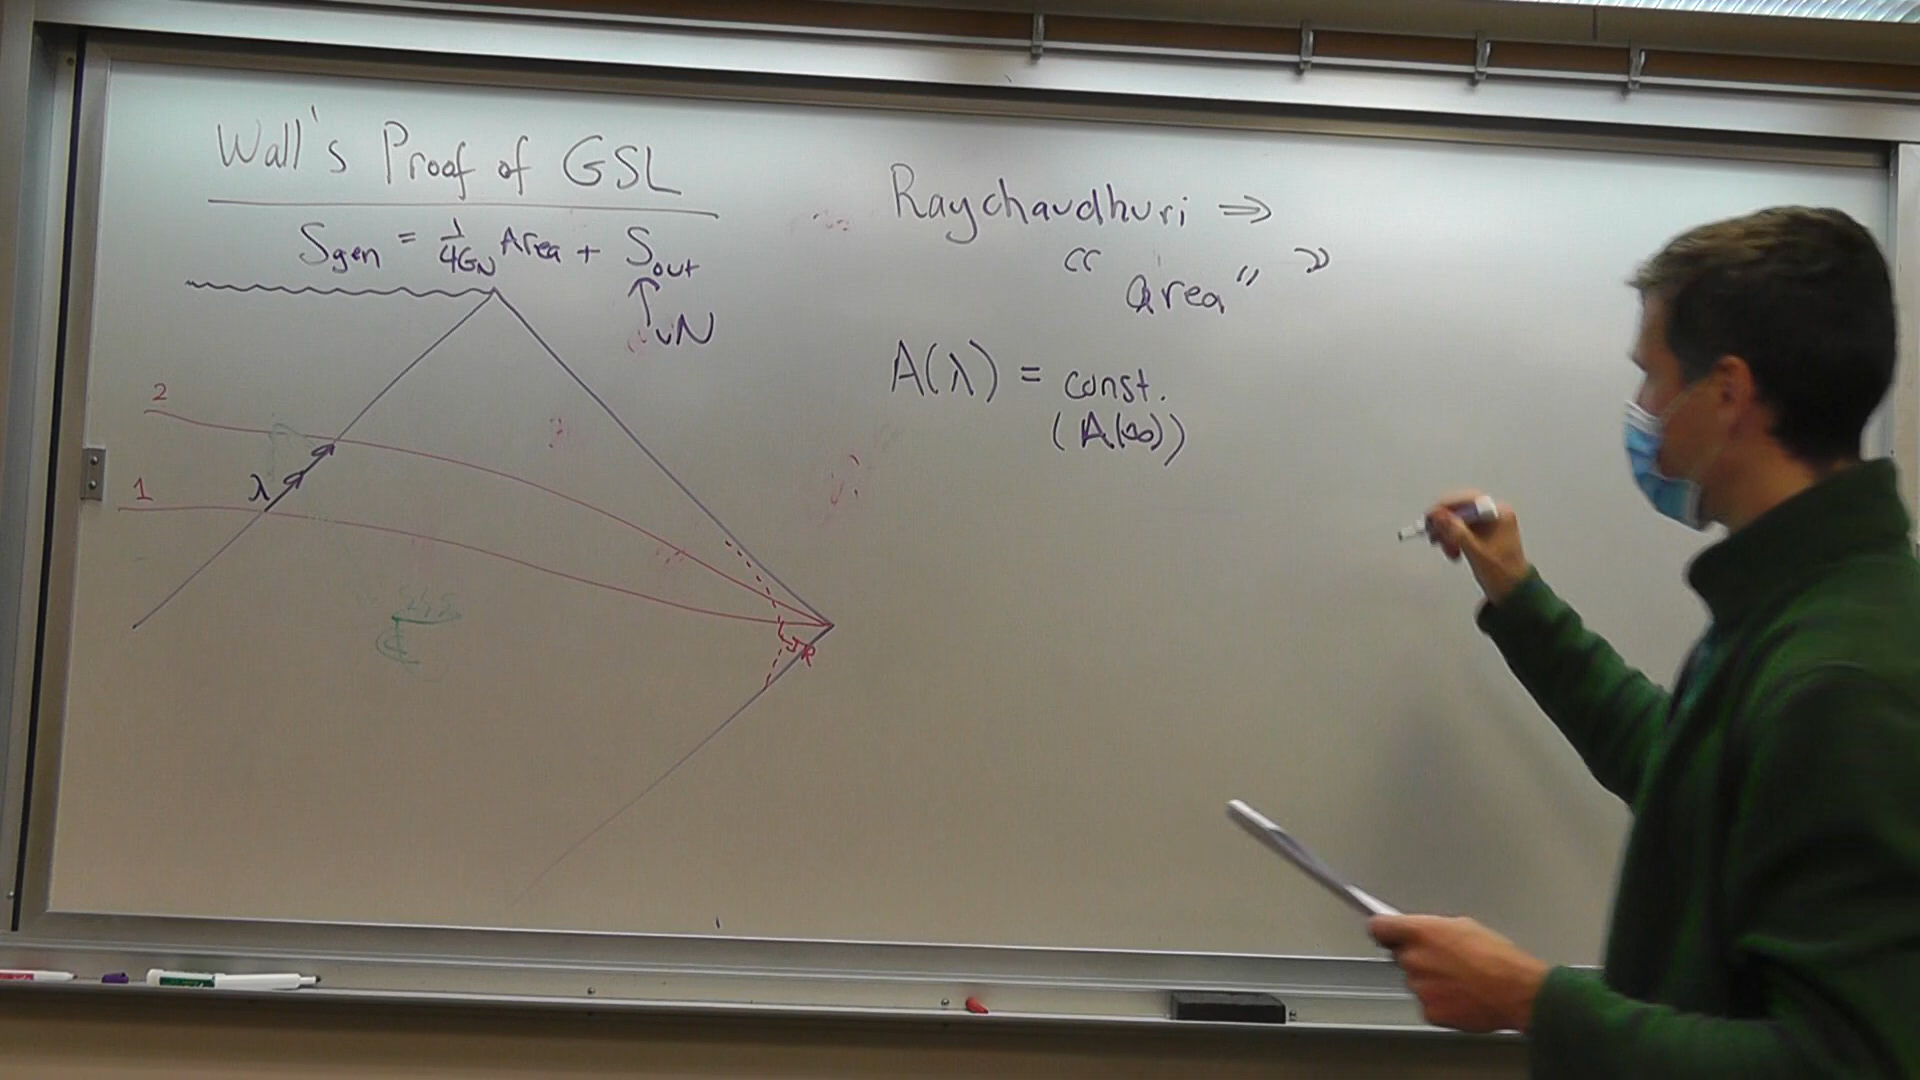 Wall's Proof of GSL
Sgen = 1/4GN Area + Sout
↑ vN
2
λ
1
R
Raychaudhuri ⇒
" area" "
A(λ) = const.
(A(∞))